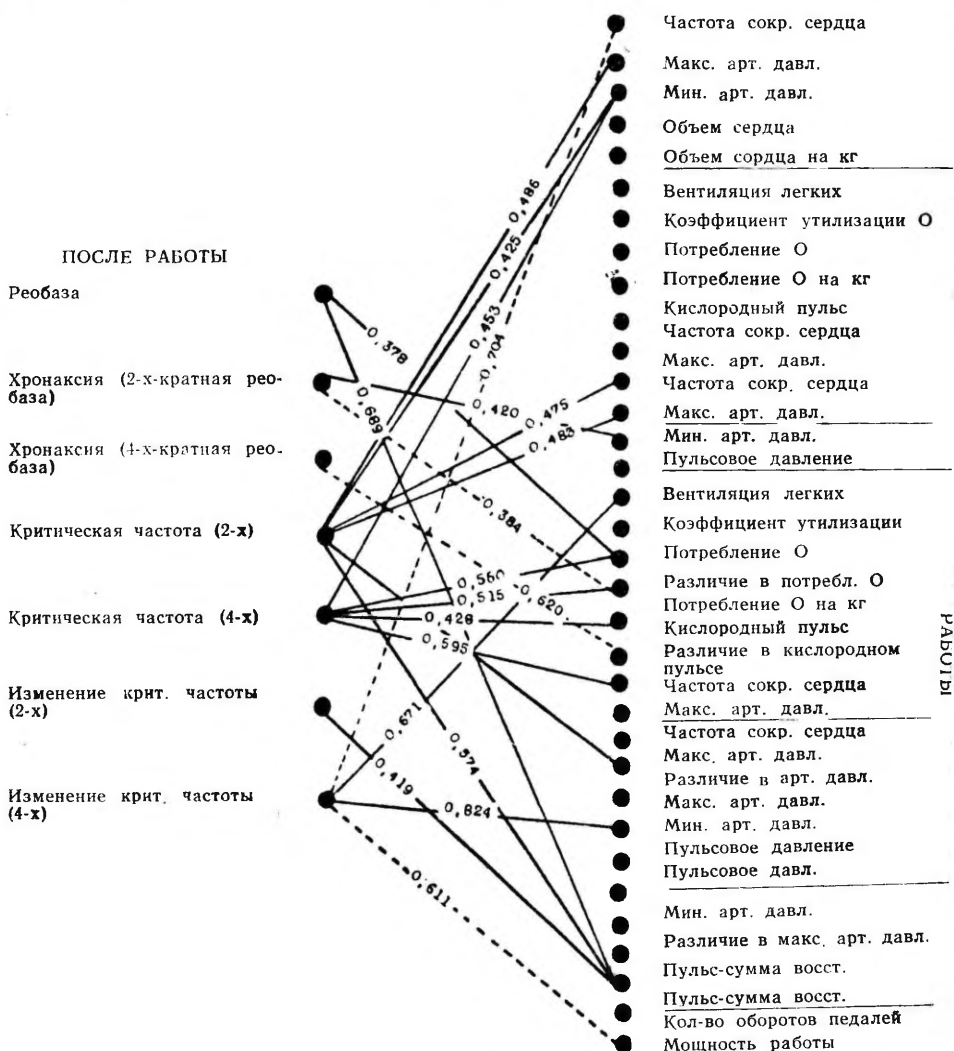 ПОСЛЕ РАБОТЫ
Реобаза
Хронаксия (2-х-кратная рео-
база)
Хронаксия (4-х-кратная рео-
база)
Критическая частота (2-х)
Критическая частота (4-х)
Изменение крит. частоты
(2-х)
Изменение крит. частоты
(4-х)
0,486
0,425
0,453
0,704
0,378
0,689
0,420
0,475
0,483
0,384
0,560
0,515
0,620
0,428
0,595
0,671
0,574
0,419
0,824
0,611
Частота сокр. сердца
Макс. арт. давл.
Мин. арт. давл.
Объем сердца
Объем сордца на кг
Вентиляция легких
Коэффициент утилизации О
Потребление О
Потребление О на кг
Кислородный пульс
Частота сокр. сердца
Макс. арт. давл.
Частота сокр. сердца
Макс. арт. давл.
Мин. арт. давл.
Пульсовое давление
Вентиляция легких
Коэффициент утилизации
Потребление О
Различие в потребл. О
Потребление О на кг
Кислородный пульс
Различие в кислородном
пульсе
Частота сокр. сердца
Макс. арт. давл.
Частота сокр. сердца
Макс. арт. давл.
Различие в арт. давл.
Макс. арт. давл.
Мин. арт. давл.
Пульсовое давление
Пульсовое давл.
Мин. арт. давл.
Различие в макс. арт. давл.
Пульс-сумма восст.
Пульс-сумма восст.
Кол-во оборотов педалей
Мощность работы
РАБОТЫ